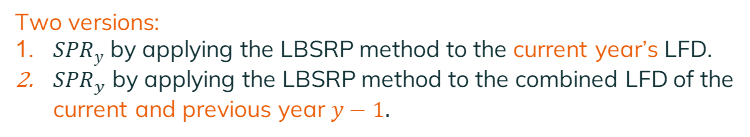 Two versions:
1. SPR_y by applying the LBSRP method to the current year's LFD.
2. SPR_y by applying the LBSRP method to the combined LFD of the
current and previous year y − 1.